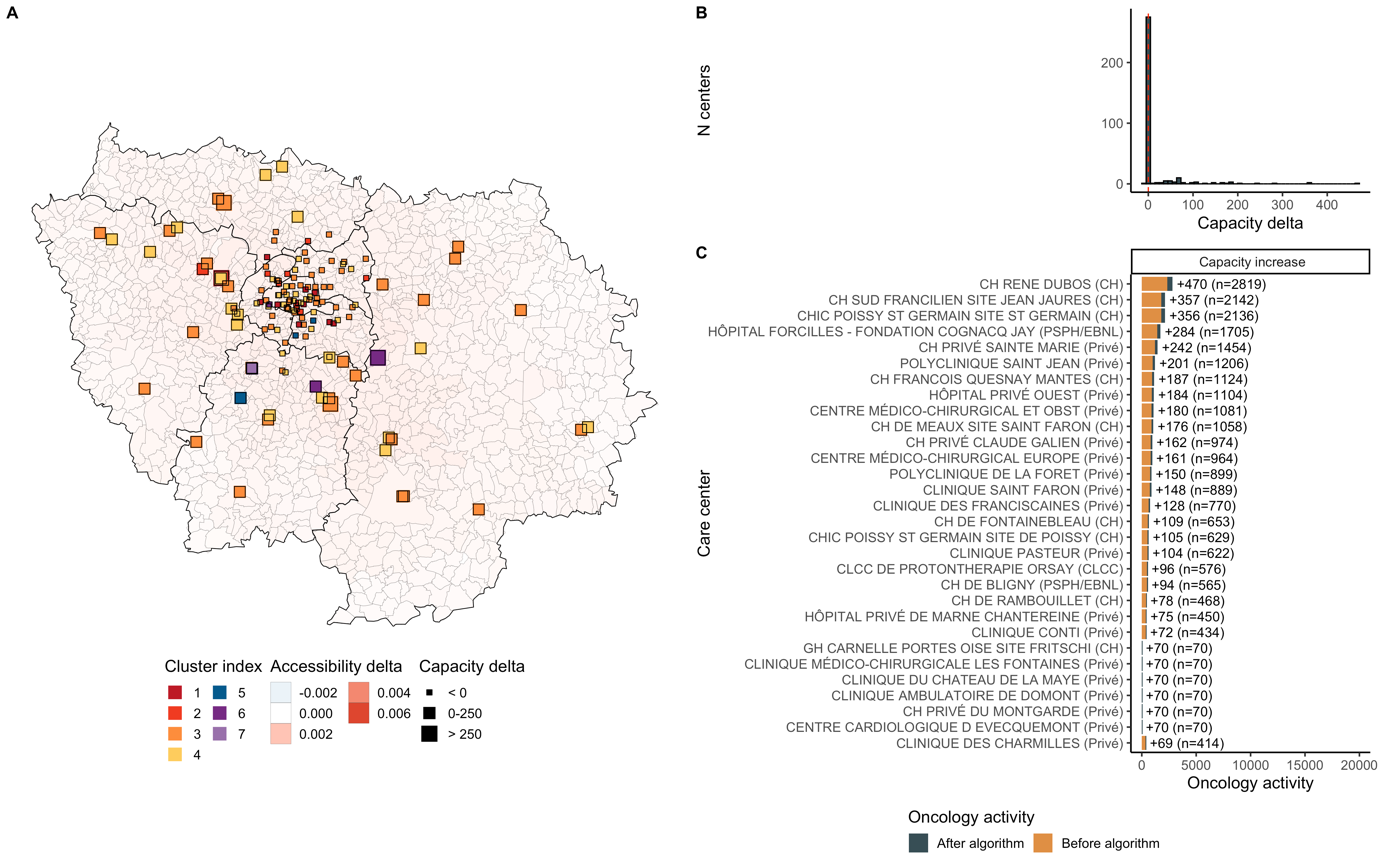 A
B
N centers
200
100
0
0
100
200
300
400
Capacity delta
C
Capacity increase
Care center
CH RENE DUBOS (CH) +470 (n=2819)
CH SUD FRANCILIEN SITE JEAN JAURES (CH) +357 (n=2142)
CHIC POISSY ST GERMAIN SITE ST GERMAIN (CH) +356 (n=2136)
HÔPITAL FORCILLES - FONDATION COGNACQ JAY (PSPH/EBNL) +284 (n=1705)
CH PRIVÉ SAINTE MARIE (Privé) +242 (n=1454)
POLYCLINIQUE SAINT JEAN (Privé) +201 (n=1206)
CH FRANCOIS QUESNAY MANTES (CH) +187 (n=1124)
HÔPITAL PRIVÉ OUEST (Privé) +184 (n=1104)
CENTRE MÉDICO-CHIRURGICAL ET OBST (Privé) +180 (n=1081)
CH DE MEAUX SITE SAINT FARON (CH) +176 (n=1058)
CH PRIVÉ CLAUDE GALIEN (Privé) +162 (n=974)
CENTRE MÉDICO-CHIRURGICAL EUROPE (Privé) +161 (n=964)
POLYCLINIQUE DE LA FORET (Privé) +150 (n=899)
CLINIQUE SAINT FARON (Privé) +148 (n=889)
CLINIQUE DES FRANCISCAINES (Privé) +128 (n=770)
CH DE FONTAINEBLEAU (CH) +109 (n=653)
CHIC POISSY ST GERMAIN SITE DE POISSY (CH) +105 (n=629)
CLINIQUE PASTEUR (Privé) +104 (n=622)
CLCC DE PROTONTHERAPIE ORSAY (CLCC) +96 (n=576)
CH DE BLIGNY (PSPH/EBNL) +94 (n=565)
CH DE RAMBOUILLET (CH) +78 (n=468)
HÔPITAL PRIVÉ DE MARNE CHANTEREINE (Privé) +75 (n=450)
CLINIQUE CONTI (Privé) +72 (n=434)
GH CARNELLE PORTES OISE SITE FRITSCHI (CH) +70 (n=70)
CLINIQUE MÉDICO-CHIRURGICALE LES FONTAINES (Privé) +70 (n=70)
CLINIQUE DU CHATEAU DE LA MAYE (Privé) +70 (n=70)
CLINIQUE AMBULATOIRE DE DOMONT (Privé) +70 (n=70)
CH PRIVÉ DU MONTGARDE (Privé) +70 (n=70)
CENTRE CARDIOLOGIQUE D EVECQUEMONT (Privé) +70 (n=70)
CLINIQUE DES CHARMILLES (Privé) +69 (n=414)
0
5000
10000
15000
20000
Oncology activity
Oncology activity
After algorithm
Before algorithm
Cluster index
1
2
3
4
5
6
7
Accessibility delta
-0.002
0.000
0.002
0.004
0.006
Capacity delta
< 0
0-250
> 250